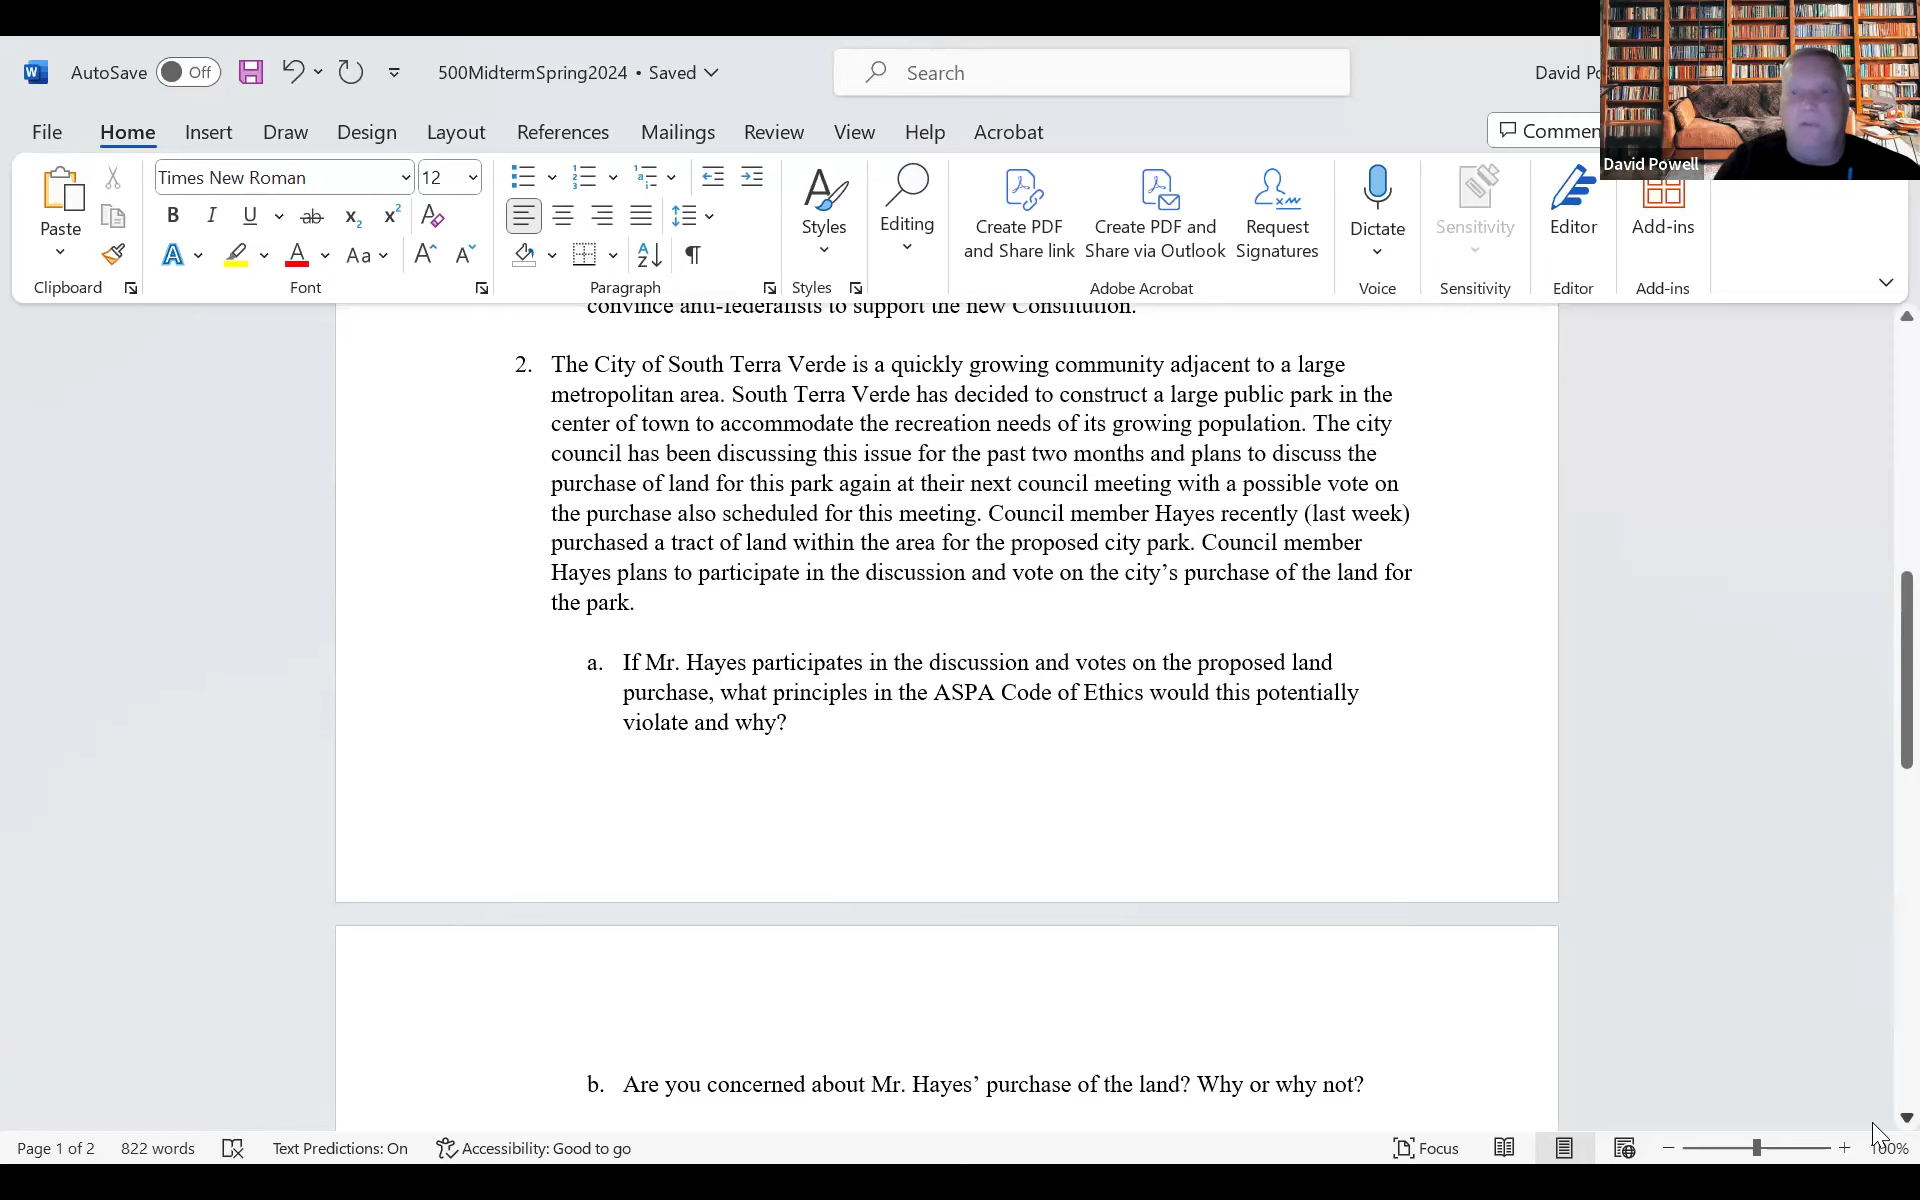 AutoSave Off 500MidtermSpring2024 • Saved Search David Po
File Home Insert Draw Design Layout References Mailings Review View Help Acrobat Commen
David Powell
Times New Roman 12
Paste
Styles Editing Create PDF and Share link Create PDF and Share via Outlook Request Signatures Dictate Sensitivity Editor Add-ins
Clipboard Font Paragraph Styles Adobe Acrobat Voice Sensitivity Editor Add-ins
convince anti-federalists to support the new Constitution.
2. The City of South Terra Verde is a quickly growing community adjacent to a large
metropolitan area. South Terra Verde has decided to construct a large public park in the
center of town to accommodate the recreation needs of its growing population. The city
council has been discussing this issue for the past two months and plans to discuss the
purchase of land for this park again at their next council meeting with a possible vote on
the purchase also scheduled for this meeting. Council member Hayes recently (last week)
purchased a tract of land within the area for the proposed city park. Council member
Hayes plans to participate in the discussion and vote on the city’s purchase of the land for
the park.
a. If Mr. Hayes participates in the discussion and votes on the proposed land
purchase, what principles in the ASPA Code of Ethics would this potentially
violate and why?
b. Are you concerned about Mr. Hayes’ purchase of the land? Why or why not?
Page 1 of 2 822 words Text Predictions: On Accessibility: Good to go Focus 100%